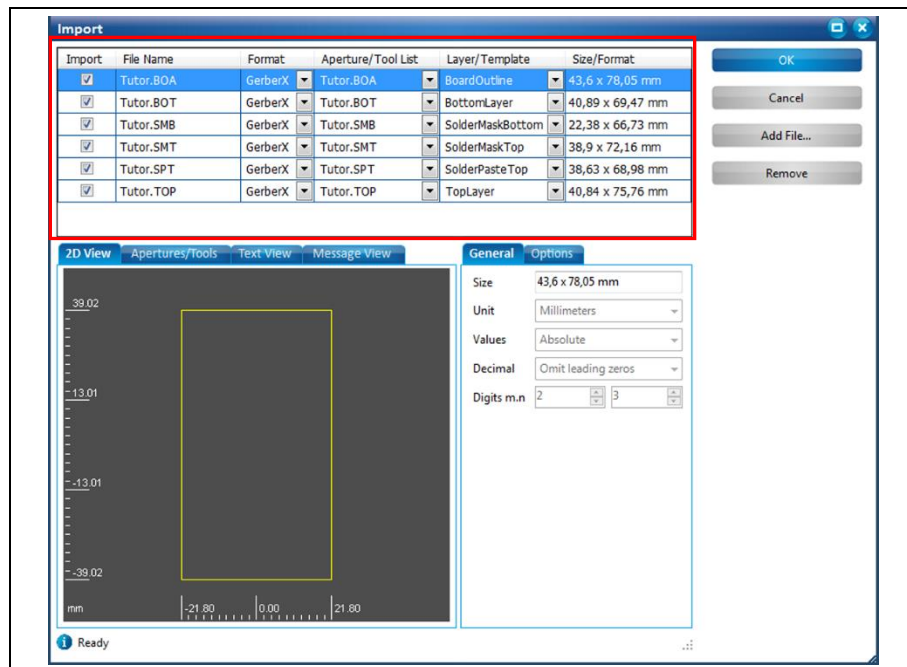 Import
Import File Name Format Aperture/Tool List Layer/Template Size/Format
Tutor.BOA GerberX Tutor.BOA BoardOutline 43,6 x 78,05 mm
Tutor.BOT GerberX Tutor.BOT BottomLayer 40,89 x 69,47 mm
Tutor.SMB GerberX Tutor.SMB SolderMaskBottom 22,38 x 66,73 mm
Tutor.SMT GerberX Tutor.SMT SolderMaskTop 38,9 x 72,16 mm
Tutor.SPT GerberX Tutor.SPT SolderPasteTop 38,63 x 68,98 mm
Tutor.TOP GerberX Tutor.TOP TopLayer 40,84 x 75,76 mm
OK
Cancel
Add File...
Remove
2D View Apertures/Tools Text View Message View
39.02
13.01
-13.01
-39.02
mm -21.80 0.00 21.80
General Options
Size 43,6 x 78,05 mm
Unit Millimeters
Values Absolute
Decimal Omit leading zeros
Digits m.n 2 3
Ready